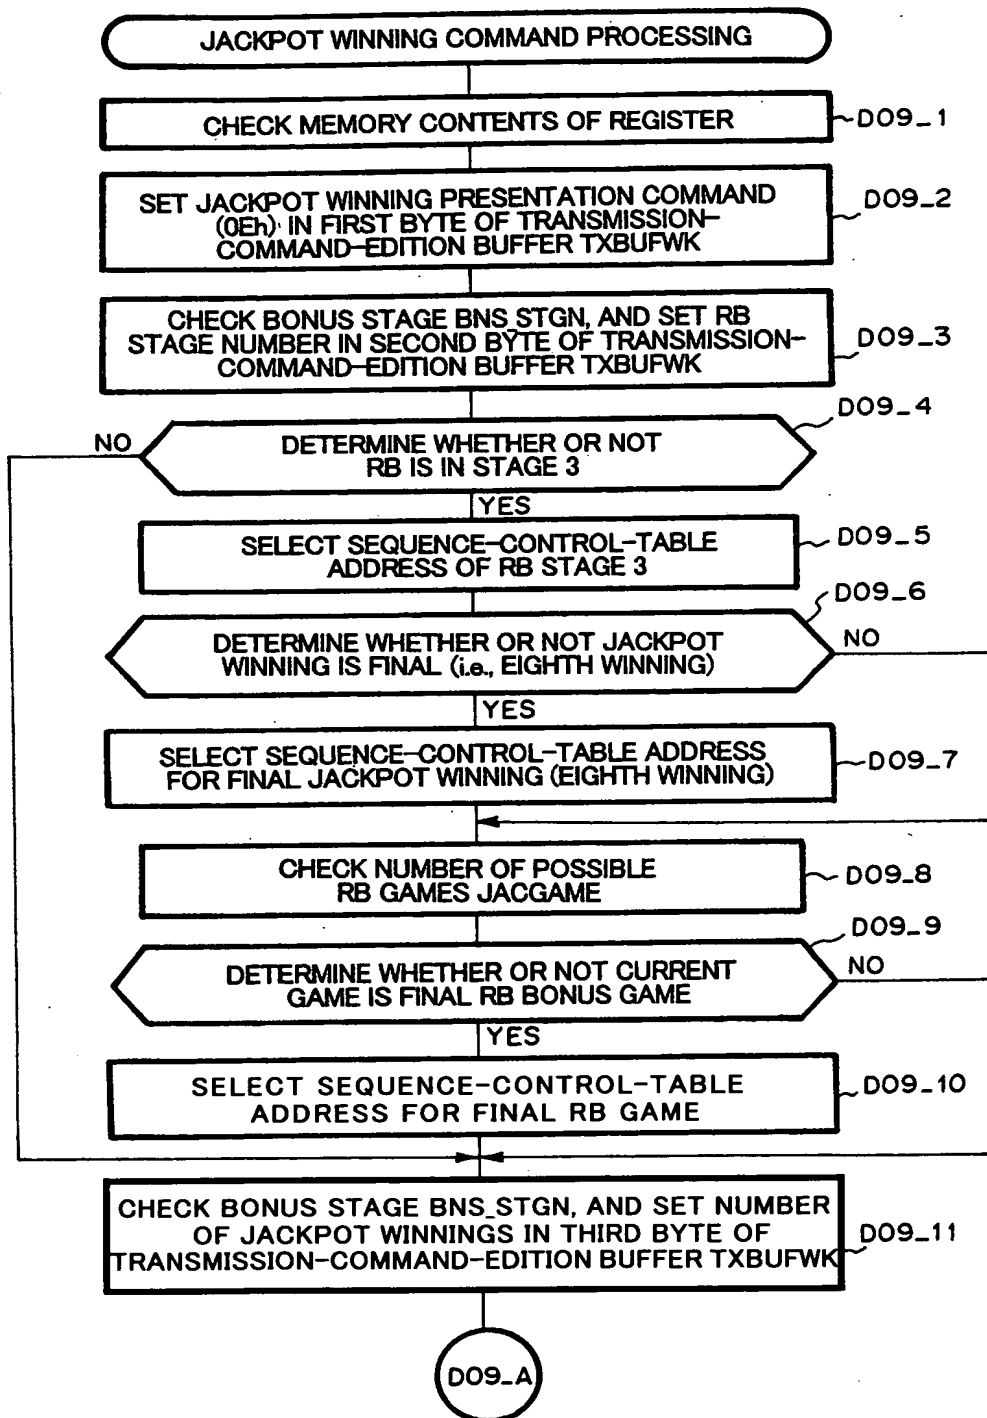 JACKPOT WINNING COMMAND PROCESSING
CHECK MEMORY CONTENTS OF REGISTER
D09_1
SET JACKPOT WINNING PRESENTATION COMMAND
(0Eh) IN FIRST BYTE OF TRANSMISSION-
COMMAND-EDITION BUFFER TXBUFWK
D09_2
CHECK BONUS STAGE BNS_STGN, AND SET RB
STAGE NUMBER IN SECOND BYTE OF TRANSMISSION-
COMMAND-EDITION BUFFER TXBUFWK
D09_3
D09_4
NO
DETERMINE WHETHER OR NOT
RB IS IN STAGE 3
YES
SELECT SEQUENCE-CONTROL-TABLE
ADDRESS OF RB STAGE 3
D09_5
D09_6
DETERMINE WHETHER OR NOT JACKPOT
WINNING IS FINAL (i.e., EIGHTH WINNING)
NO
YES
SELECT SEQUENCE-CONTROL-TABLE ADDRESS
FOR FINAL JACKPOT WINNING (EIGHTH WINNING)
D09_7
CHECK NUMBER OF POSSIBLE
RB GAMES JACGAME
D09_8
D09_9
DETERMINE WHETHER OR NOT CURRENT
GAME IS FINAL RB BONUS GAME
NO
YES
SELECT SEQUENCE-CONTROL-TABLE
ADDRESS FOR FINAL RB GAME
D09_10
CHECK BONUS STAGE BNS_STGN, AND SET NUMBER
OF JACKPOT WINNINGS IN THIRD BYTE OF
TRANSMISSION-COMMAND-EDITION BUFFER TXBUFWK
D09_11
D09_A